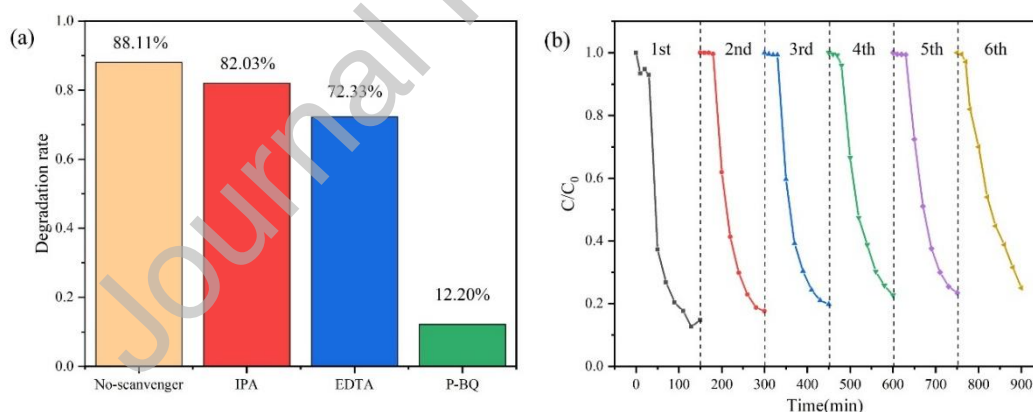 (a)
1.0
0.8
0.6
0.4
0.2
0.0
Degradation rate
88.11%
82.03%
72.33%
12.20%
No-scanvenger
IPA
EDTA
P-BQ
Journal
(b)
1.0
0.8
0.6
0.4
0.2
0.0
C/C0
1st
2nd
3rd
4th
5th
6th
0 100 200 300 400 500 600 700 800 900
Time(min)